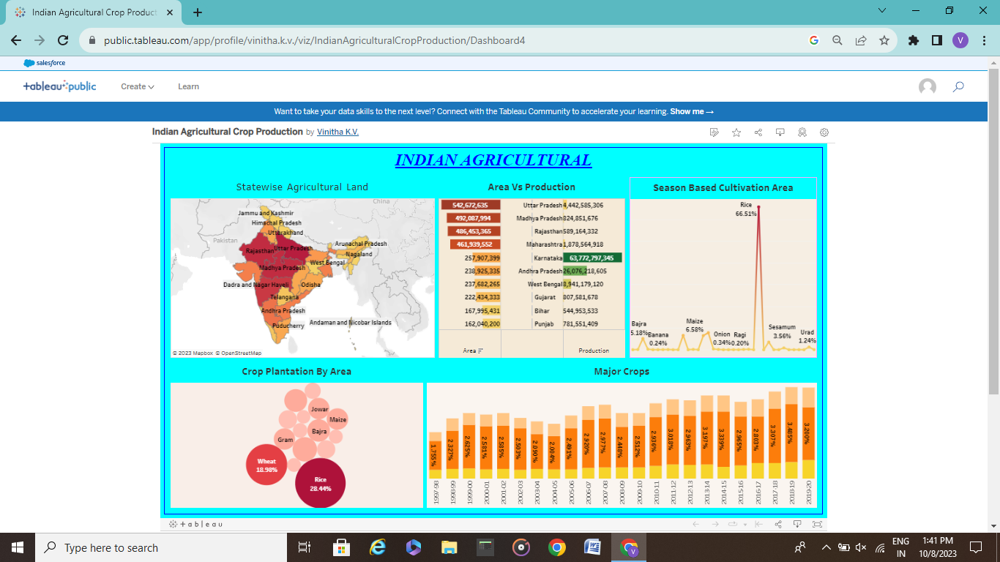 Indian Agricultural Crop Product
public.tableau.com/app/profile/vinitha.k.v./viz/IndianAgriculturalCropProduction/Dashboard4
G
V
salesforce
+ab|eau public
Create
Learn
Want to take your data skills to the next level? Connect with the Tableau Community to accelerate your learning. Show me →
Indian Agricultural Crop Production by Vinitha K.V.
INDIAN AGRICULTURAL
Statewise Agricultural Land
China
Jammu and Kashmir
Himachal Pradesh
Uttarakhand
Pakistan
Arunachal Pradesh
Rajasthan
Uttar Pradesh
Nagaland
West Bengal
Madhya Pradesh
Dadra and Nagar Haveli
Odisha
Telangana
Andhra Pradesh
Puducherry
Andaman and Nicobar Islands
© 2023 Mapbox © OpenStreetMap
Area Vs Production
542,672,635 Uttar Pradesh 4,442,585,306
492,087,994 Madhya Pradesh 824,851,676
486,453,365 Rajasthan 589,164,332
461,939,552 Maharashtra 1,878,564,918
257,907,399 Karnataka 63,772,797,345
238,925,335 Andhra Pradesh 26,076,218,605
237,682,265 West Bengal 8,941,179,120
222,434,333 Gujarat 807,581,678
167,995,431 Bihar 544,953,533
162,040,200 Punjab 781,551,409
Area Production
Season Based Cultivation Area
Rice
66.51%
Bajra
5.18%
Banana
0.24%
Maize
6.58%
Onion
0.34%
Ragi
0.20%
Sesamum
3.56%
Urad
1.24%
Crop Plantation By Area
Jowar
Maize
Bajra
Gram
Wheat
18.98%
Rice
28.44%
Major Crops
1.755%
2.327%
2.625%
2.581%
2.585%
2.503%
2.090%
2.004%
2.491%
2.920%
2.977%
2.448%
2.512%
2.936%
3.018%
2.963%
3.197%
3.339%
2.965%
2.803%
3.307%
3.485%
3.200%
1997-98
1998-99
1999-00
2000-01
2001-02
2002-03
2003-04
2004-05
2005-06
2006-07
2007-08
2008-09
2009-10
2010-11
2011-12
2012-13
2013-14
2014-15
2015-16
2016-17
2017-18
2018-19
2019-20
+ a b | e a u
Type here to search
V
ENG
IN
1:41 PM
10/8/2023